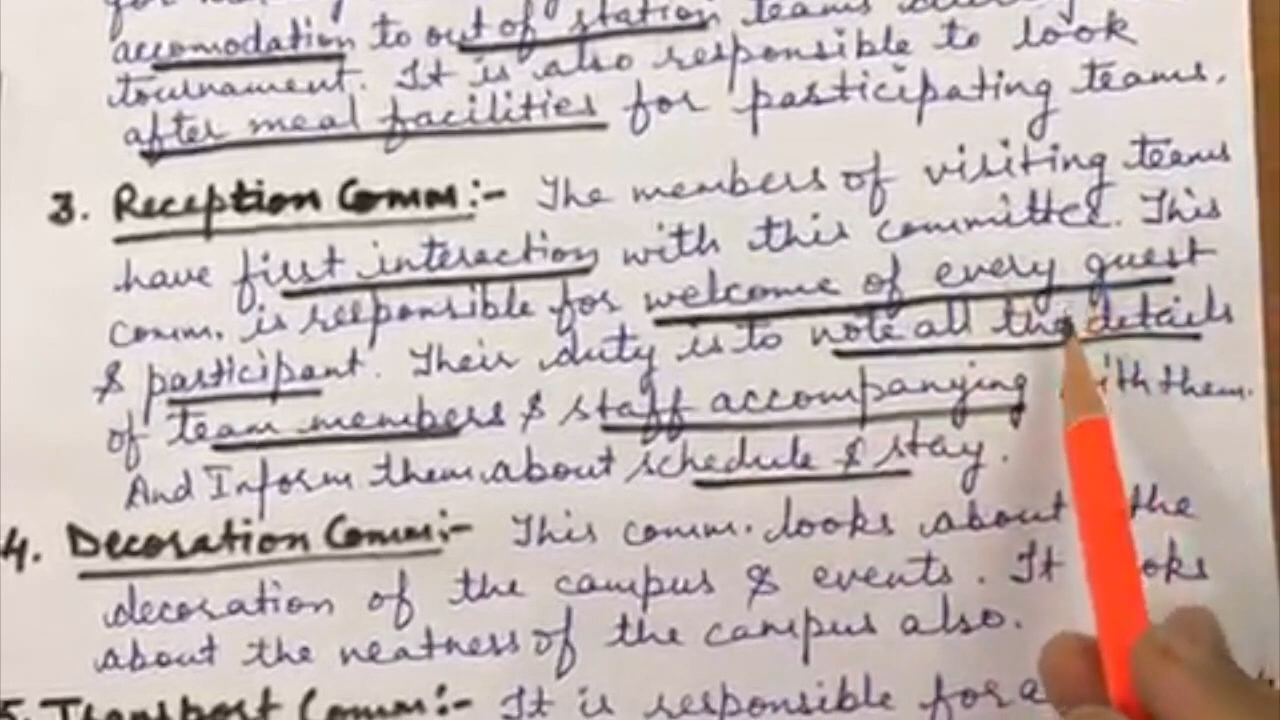 accomodation to out of station teams
tournament. It is also responsible to look
after meal facilities for participating teams.
3. Reception Comm:- The members of visiting teams
have first interaction with this committee. This
comm. is responsible for welcome of every guest
& participant. Their duty is to note all the details
of team members & staff accompanying with them.
And Inform them about schedule & stay.
4. Decoration Comm:- This comm. looks about the
decoration of the campus & events. It looks
about the neatness of the campus also.
5. Transport Comm:- It is responsible for